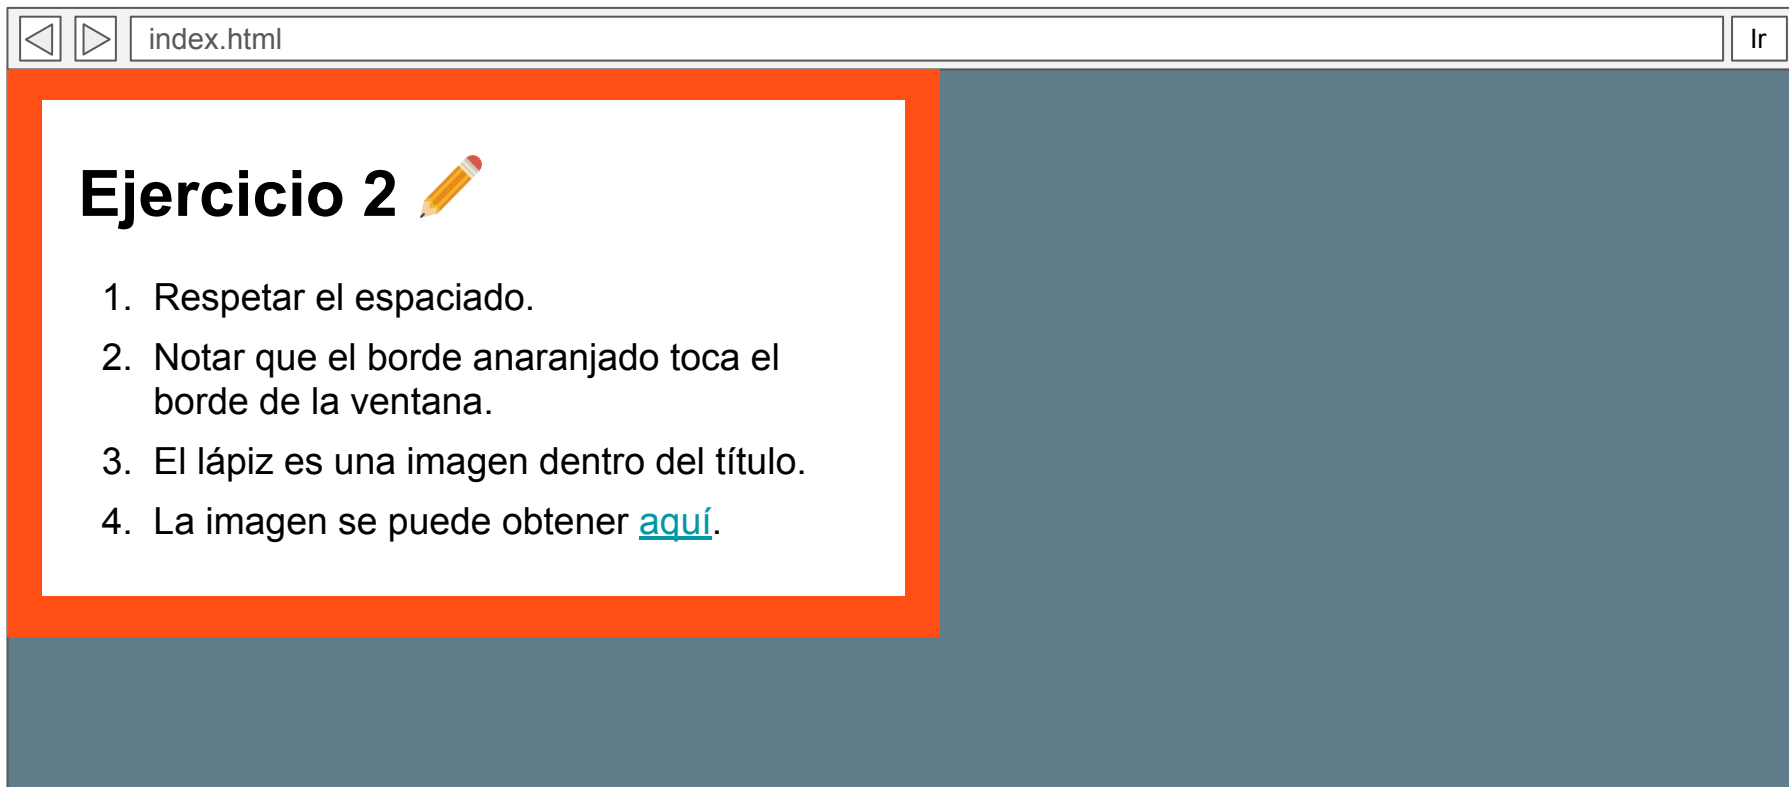 index.html
Ir
Ejercicio 2
1. Respetar el espaciado.
2. Notar que el borde anaranjado toca el
borde de la ventana.
3. El lápiz es una imagen dentro del título.
4. La imagen se puede obtener aquí.